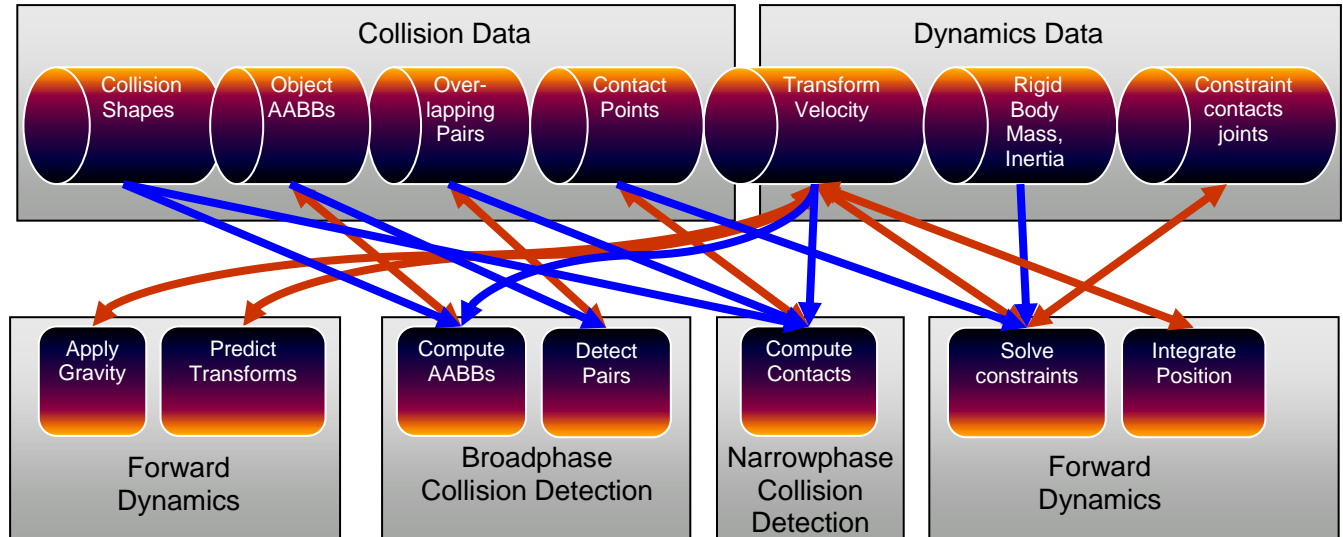 Collision Data
Dynamics Data
Collision
Shapes
Object
AABBs
Over-
lapping
Pairs
Contact
Points
Transform
Velocity
Rigid
Body
Mass,
Inertia
Constraint
contacts
joints
Apply
Gravity
Predict
Transforms
Compute
AABBs
Detect
Pairs
Compute
Contacts
Solve
constraints
Integrate
Position
Forward
Dynamics
Broadphase
Collision Detection
Narrowphase
Collision
Detection
Forward
Dynamics